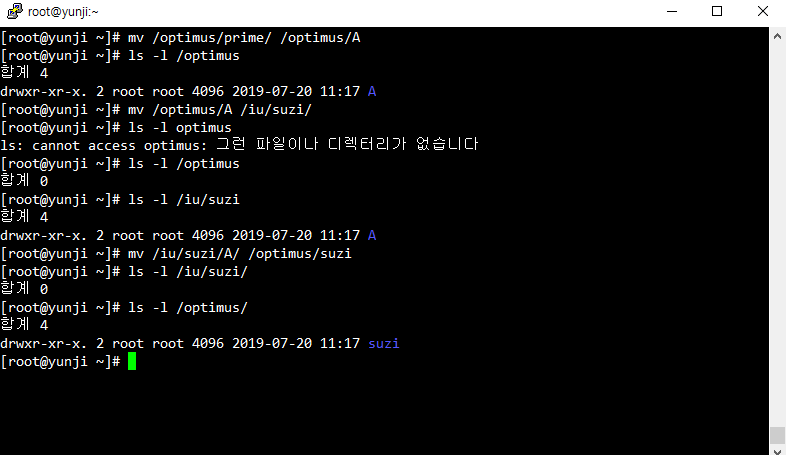 root@yunji:~
[root@yunji ~]# mv /optimus/prime/ /optimus/A
[root@yunji ~]# ls -l /optimus
합계 4
drwxr-xr-x. 2 root root 4096 2019-07-20 11:17 A
[root@yunji ~]# mv /optimus/A /iu/suzi/
[root@yunji ~]# ls -l optimus
ls: cannot access optimus: 그런 파일이나 디렉터리가 없습니다
[root@yunji ~]# ls -l /optimus
합계 0
[root@yunji ~]# ls -l /iu/suzi
합계 4
drwxr-xr-x. 2 root root 4096 2019-07-20 11:17 A
[root@yunji ~]# mv /iu/suzi/A/ /optimus/suzi
[root@yunji ~]# ls -l /iu/suzi/
합계 0
[root@yunji ~]# ls -l /optimus/
합계 4
drwxr-xr-x. 2 root root 4096 2019-07-20 11:17 suzi
[root@yunji ~]#